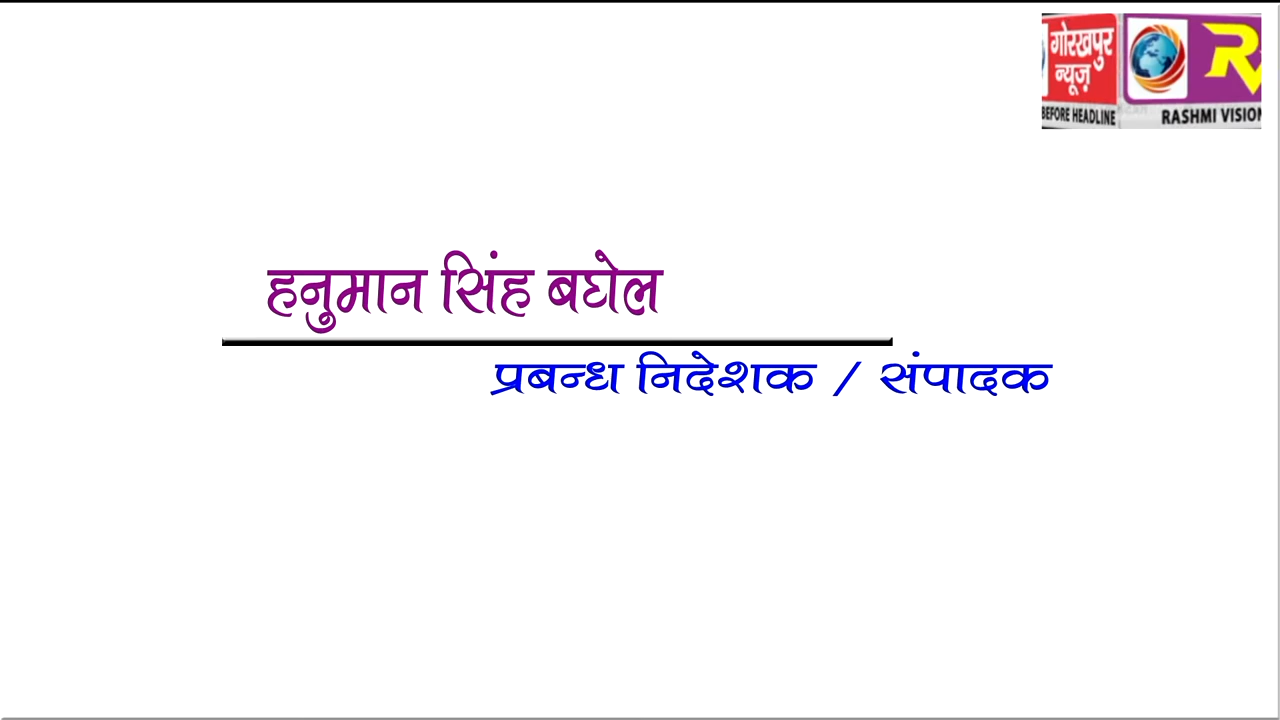 गोरखपुर
न्यूज़
BEFORE HEADLINE
RASHMI VISION
हनुमान सिंह बघेल
प्रबन्ध निदेशक / संपादक